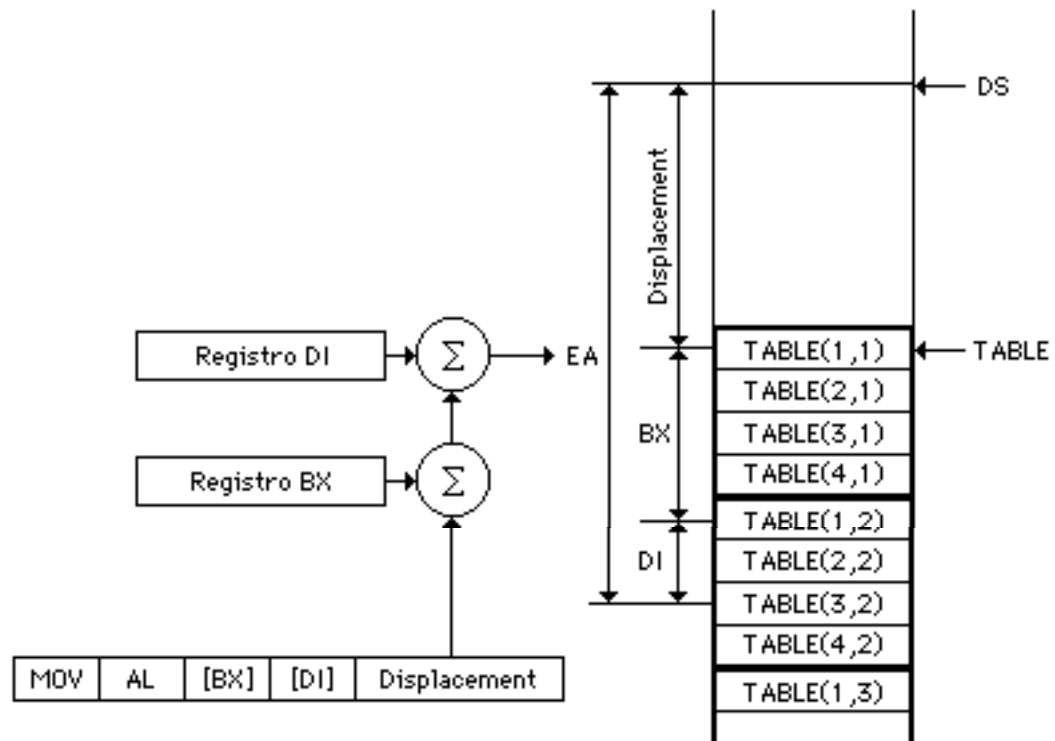 DS
Displacement
Registro DI
Σ
EA
TABLE(1,1)
TABLE
TABLE(2,1)
BX
TABLE(3,1)
Registro BX
Σ
TABLE(4,1)
TABLE(1,2)
DI
TABLE(2,2)
TABLE(3,2)
TABLE(4,2)
MOV AL [BX] [DI] Displacement
TABLE(1,3)